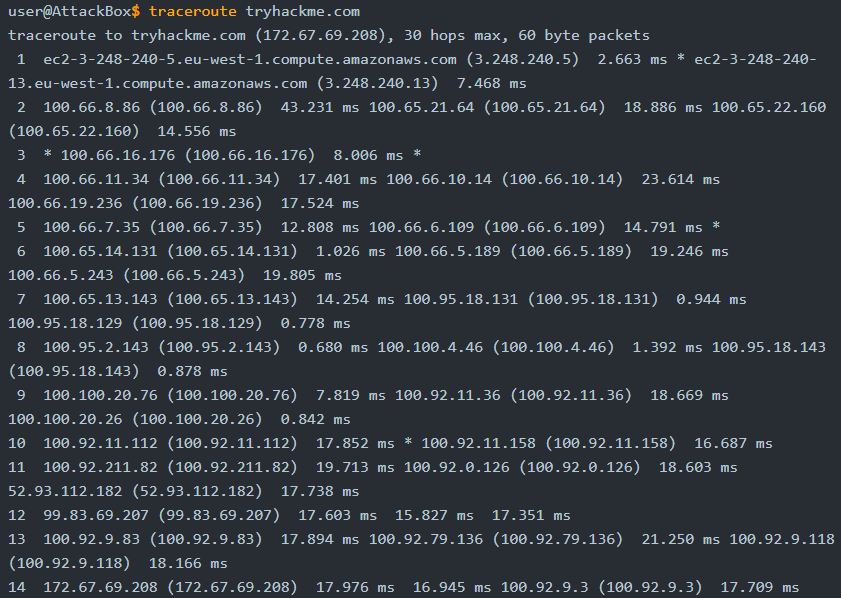 user@AttackBox$ traceroute tryhackme.com
traceroute to tryhackme.com (172.67.69.208), 30 hops max, 60 byte packets
 1  ec2-3-248-240-5.eu-west-1.compute.amazonaws.com (3.248.240.5)  2.663 ms * ec2-3-248-240-
13.eu-west-1.compute.amazonaws.com (3.248.240.13)  7.468 ms
 2  100.66.8.86 (100.66.8.86)  43.231 ms 100.65.21.64 (100.65.21.64)  18.886 ms 100.65.22.160
(100.65.22.160)  14.556 ms
 3  * 100.66.16.176 (100.66.16.176)  8.006 ms *
 4  100.66.11.34 (100.66.11.34)  17.401 ms 100.66.10.14 (100.66.10.14)  23.614 ms
100.66.19.236 (100.66.19.236)  17.524 ms
 5  100.66.7.35 (100.66.7.35)  12.808 ms 100.66.6.109 (100.66.6.109)  14.791 ms *
 6  100.65.14.131 (100.65.14.131)  1.026 ms 100.66.5.189 (100.66.5.189)  19.246 ms
100.66.5.243 (100.66.5.243)  19.805 ms
 7  100.65.13.143 (100.65.13.143)  14.254 ms 100.95.18.131 (100.95.18.131)  0.944 ms
100.95.18.129 (100.95.18.129)  0.778 ms
 8  100.95.2.143 (100.95.2.143)  0.680 ms 100.100.4.46 (100.100.4.46)  1.392 ms 100.95.18.143
(100.95.18.143)  0.878 ms
 9  100.100.20.76 (100.100.20.76)  7.819 ms 100.92.11.36 (100.92.11.36)  18.669 ms
100.100.20.26 (100.100.20.26)  0.842 ms
10  100.92.11.112 (100.92.11.112)  17.852 ms * 100.92.11.158 (100.92.11.158)  16.687 ms
11  100.92.211.82 (100.92.211.82)  19.713 ms 100.92.0.126 (100.92.0.126)  18.603 ms
52.93.112.182 (52.93.112.182)  17.738 ms
12  99.83.69.207 (99.83.69.207)  17.603 ms  15.827 ms  17.351 ms
13  100.92.9.83 (100.92.9.83)  17.894 ms 100.92.79.136 (100.92.79.136)  21.250 ms 100.92.9.118
(100.92.9.118)  18.166 ms
14  172.67.69.208 (172.67.69.208)  17.976 ms  16.945 ms 100.92.9.3 (100.92.9.3)  17.709 ms